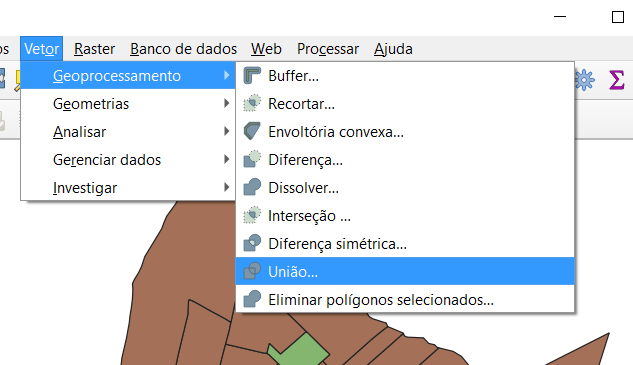 os Vetor Raster Banco de dados Web Processar Ajuda
Geoprocessamento
Geometrias
Analisar
Gerenciar dados
Investigar
Buffer...
Recortar...
Envoltória convexa...
Diferença...
Dissolver...
Interseção ...
Diferença simétrica...
União...
Eliminar polígonos selecionados...